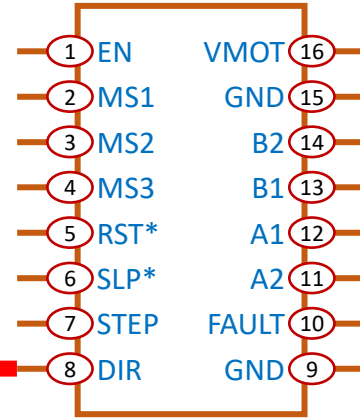 1 EN VMOT 16
2 MS1 GND 15
3 MS2 B2 14
4 MS3 B1 13
5 RST* A1 12
6 SLP* A2 11
7 STEP FAULT 10
8 DIR GND 9